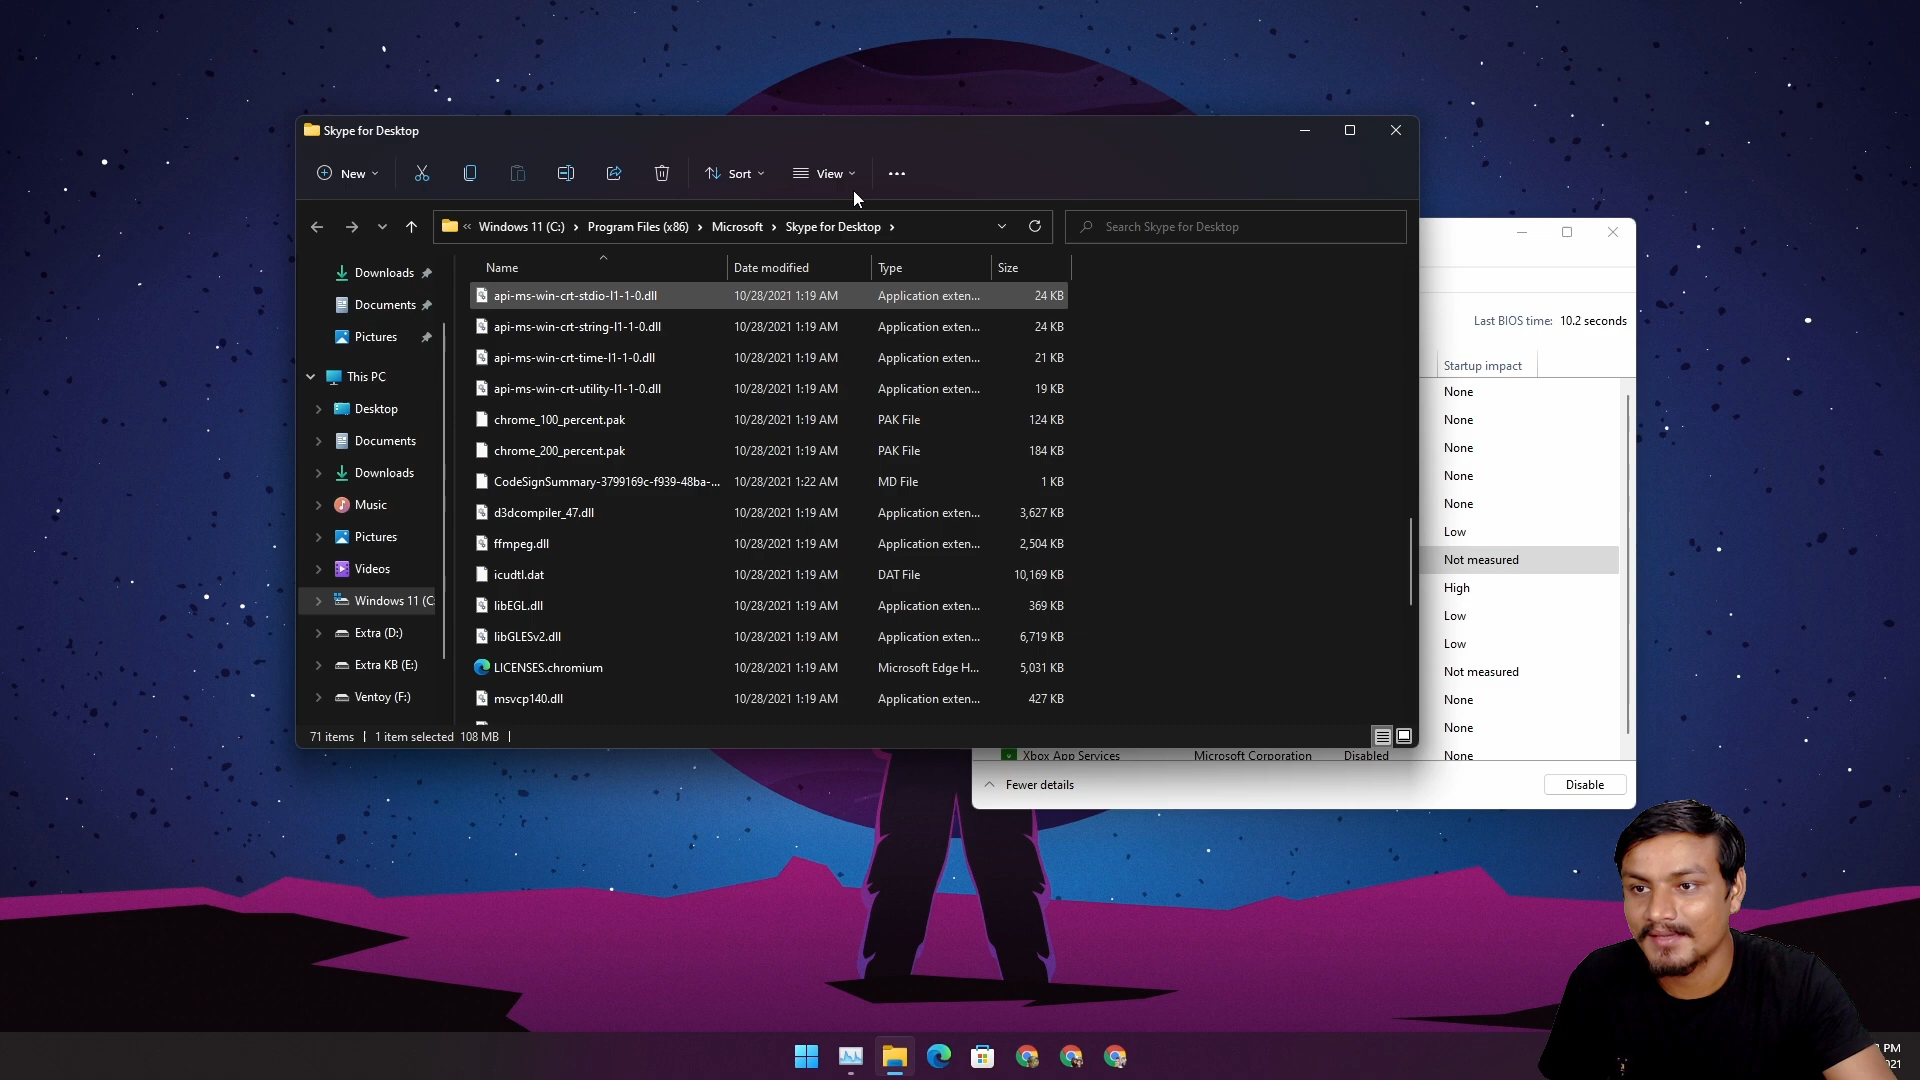 Skype for Desktop
New
Sort
View
Windows 11 (C:) Program Files (x86) Microsoft Skype for Desktop
Search Skype for Desktop
Downloads
Documents
Pictures
This PC
Desktop
Documents
Downloads
Music
Pictures
Videos
Windows 11 (C:
Extra (D:)
Extra KB (E:)
Ventoy (F:)
Name Date modified Type Size
api-ms-win-crt-stdio-l1-1-0.dll 10/28/2021 1:19 AM Application exten... 24 KB
api-ms-win-crt-string-l1-1-0.dll 10/28/2021 1:19 AM Application exten... 24 KB
api-ms-win-crt-time-l1-1-0.dll 10/28/2021 1:19 AM Application exten... 21 KB
api-ms-win-crt-utility-l1-1-0.dll 10/28/2021 1:19 AM Application exten... 19 KB
chrome_100_percent.pak 10/28/2021 1:19 AM PAK File 124 KB
chrome_200_percent.pak 10/28/2021 1:19 AM PAK File 184 KB
CodeSignSummary-3799169c-f939-48ba-... 10/28/2021 1:22 AM MD File 1 KB
d3dcompiler_47.dll 10/28/2021 1:19 AM Application exten... 3,627 KB
ffmpeg.dll 10/28/2021 1:19 AM Application exten... 2,504 KB
icudtl.dat 10/28/2021 1:19 AM DAT File 10,169 KB
libEGL.dll 10/28/2021 1:19 AM Application exten... 369 KB
libGLESv2.dll 10/28/2021 1:19 AM Application exten... 6,719 KB
LICENSES.chromium 10/28/2021 1:19 AM Microsoft Edge H... 5,031 KB
msvcp140.dll 10/28/2021 1:19 AM Application exten... 427 KB
71 items | 1 item selected 108 MB |
Last BIOS time: 10.2 seconds
Startup impact
None
None
None
None
None
Low
Not measured
High
Low
Low
Not measured
None
None
Xbox App Services Microsoft Corporation Disabled None
Fewer details
Disable
PM
021